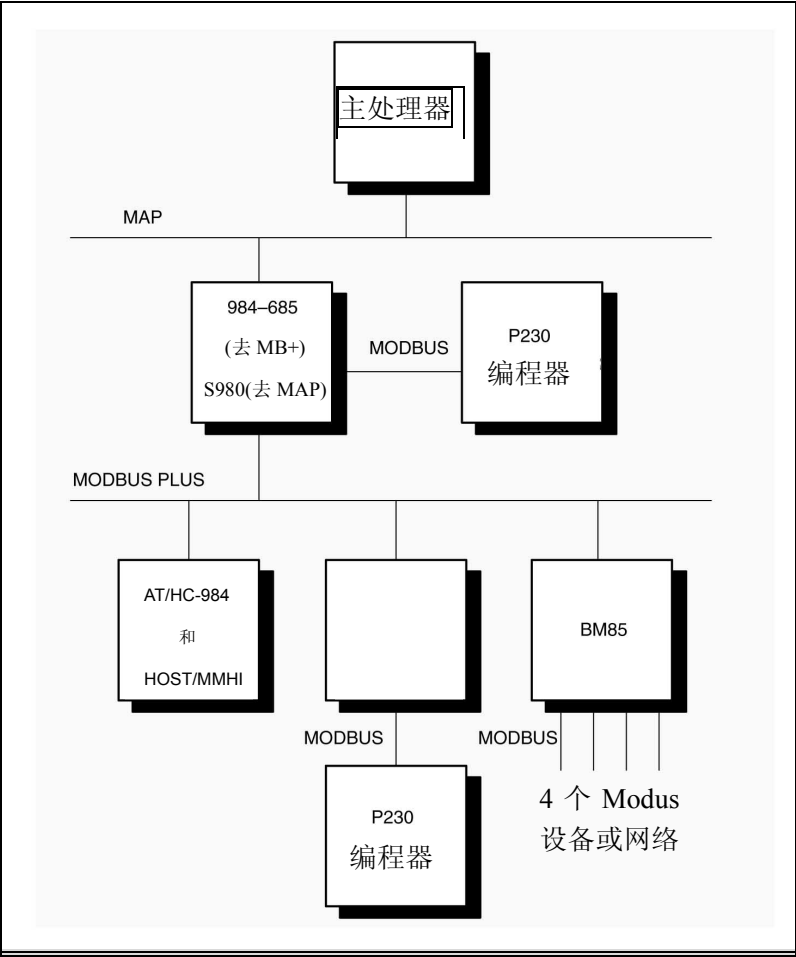 主处理器
MAP
984–685
(去 MB+)
S980(去 MAP)
MODBUS
P230
编程器
MODBUS PLUS
AT/HC-984
和
HOST/MMHI
BM85
MODBUS
MODBUS
P230
编程器
4 个 Modus
设备或网络